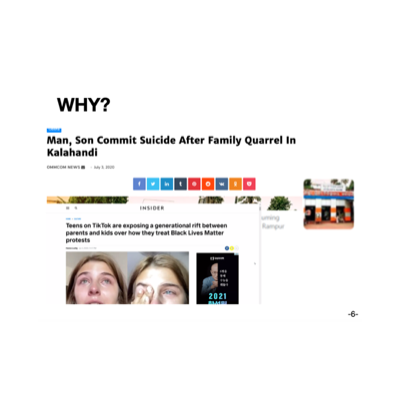 WHY?
Man, Son Commit Suicide After Family Quarrel In
Kalahandi
OMMCOM NEWS
July 3, 2020
INSIDER
Teens on TikTok are exposing a generational rift between
parents and kids over how they treat Black Lives Matter
protests
uming
Rampur
2021
-6-